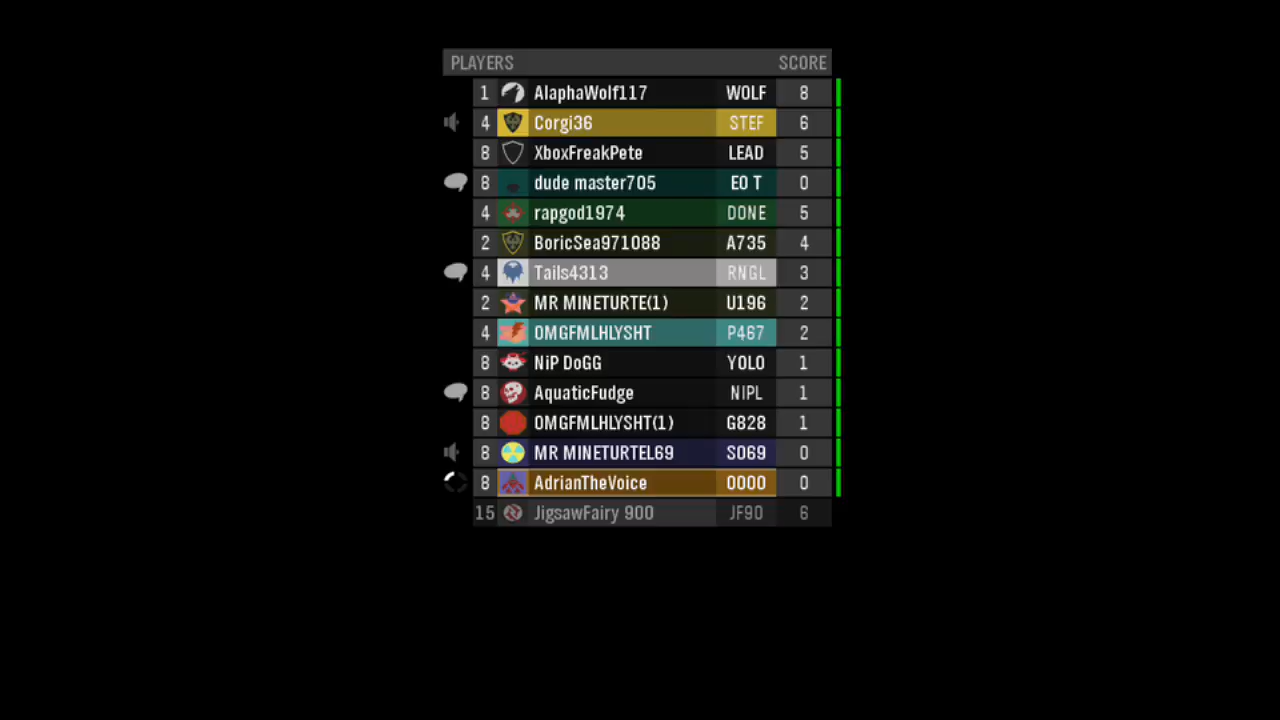 PLAYERS SCORE
1 AlaphaWolf117 WOLF 8
4 Corgi36 STEF 6
8 XboxFreakPete LEAD 5
8 dude master705 EO T 0
4 rapgod1974 DONE 5
2 BoricSea971088 A735 4
4 Tails4313 RNGL 3
2 MR MINETURTE(1) U196 2
4 OMGFMLHLYSHT P467 2
8 NiP DoGG YOLO 1
8 AquaticFudge NIPL 1
8 OMGFMLHLYSHT(1) G828 1
8 MR MINETURTEL69 S069 0
8 AdrianTheVoice 0000 0
15 JigsawFairy 900 JF90 6